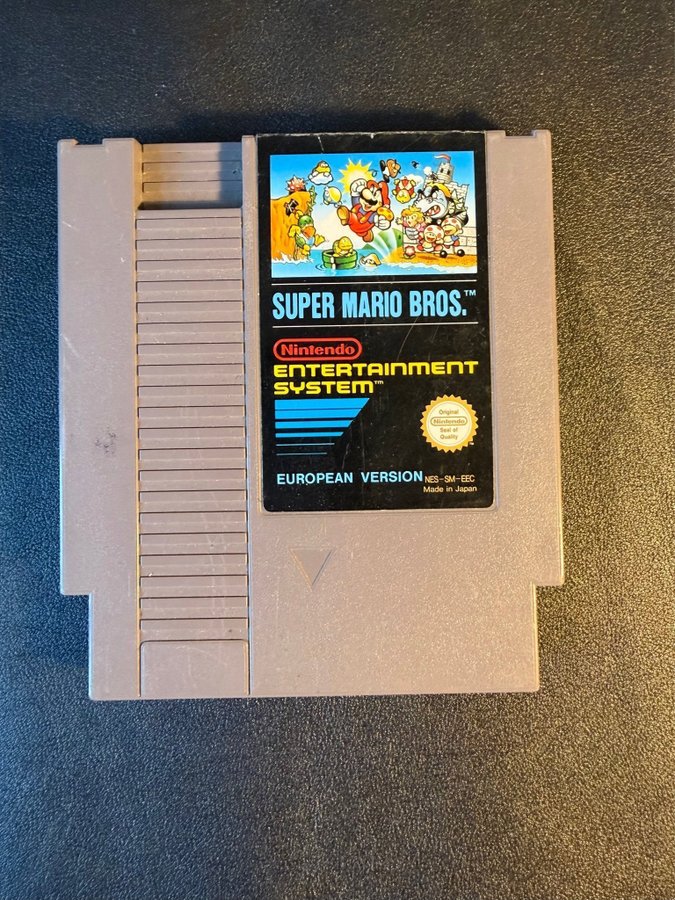 SUPER MARIO BROS.™
Nintendo
ENTERTAINMENT
SYSTEM™
Original
Nintendo
Seal of
Quality
EUROPEAN VERSION NES-SM-EEC
Made in Japan